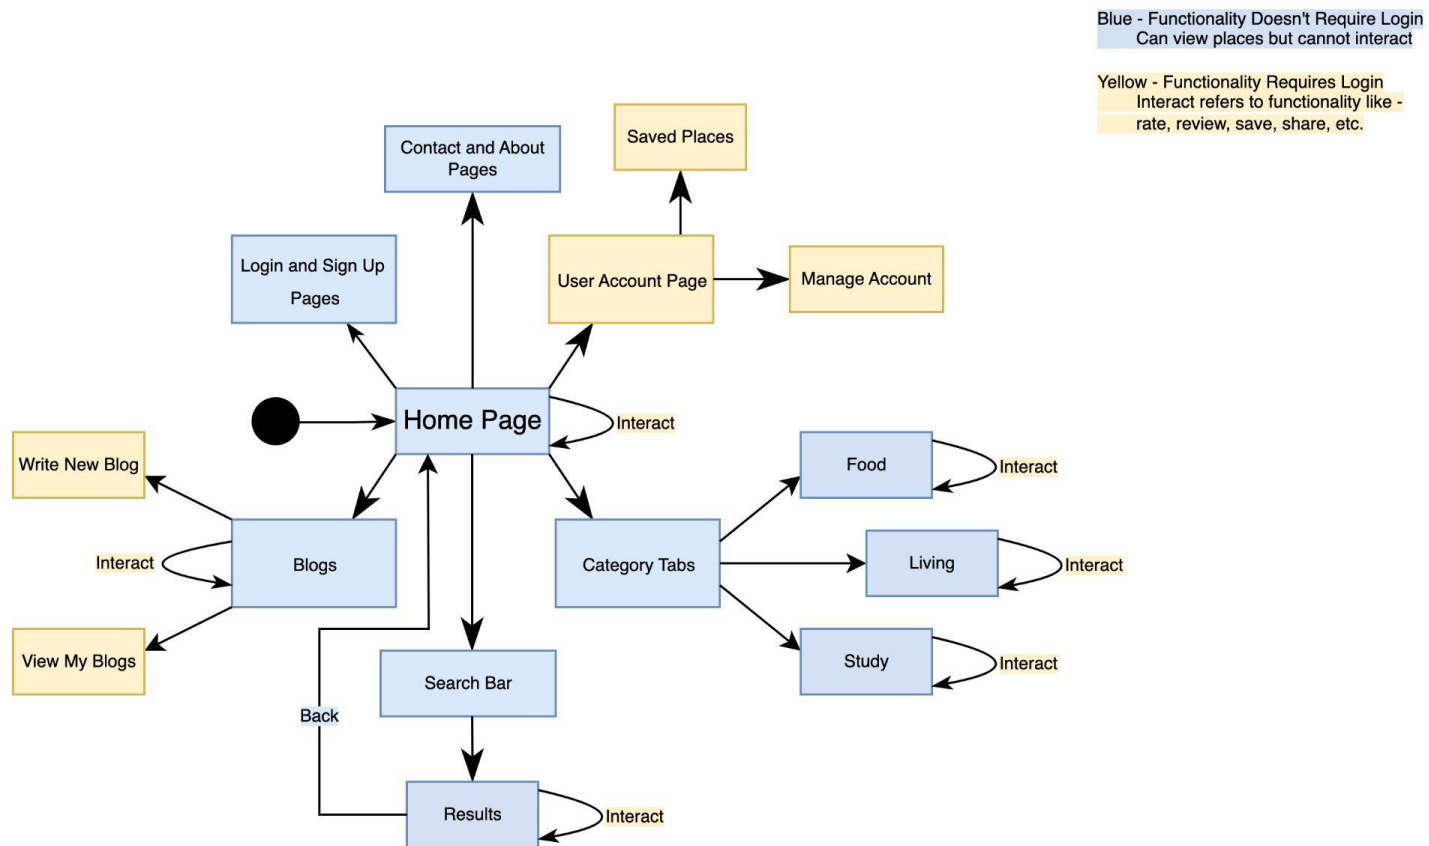 Blue - Functionality Doesn't Require Login
Can view places but cannot interact
Yellow - Functionality Requires Login
Interact refers to functionality like -
rate, review, save, share, etc.
Saved Places
Contact and About
Pages
Login and Sign Up
Pages
User Account Page
Manage Account
Home Page
Interact
Write New Blog
Food
Interact
Interact
Blogs
Category Tabs
Living
Interact
View My Blogs
Search Bar
Study
Interact
Back
Results
Interact